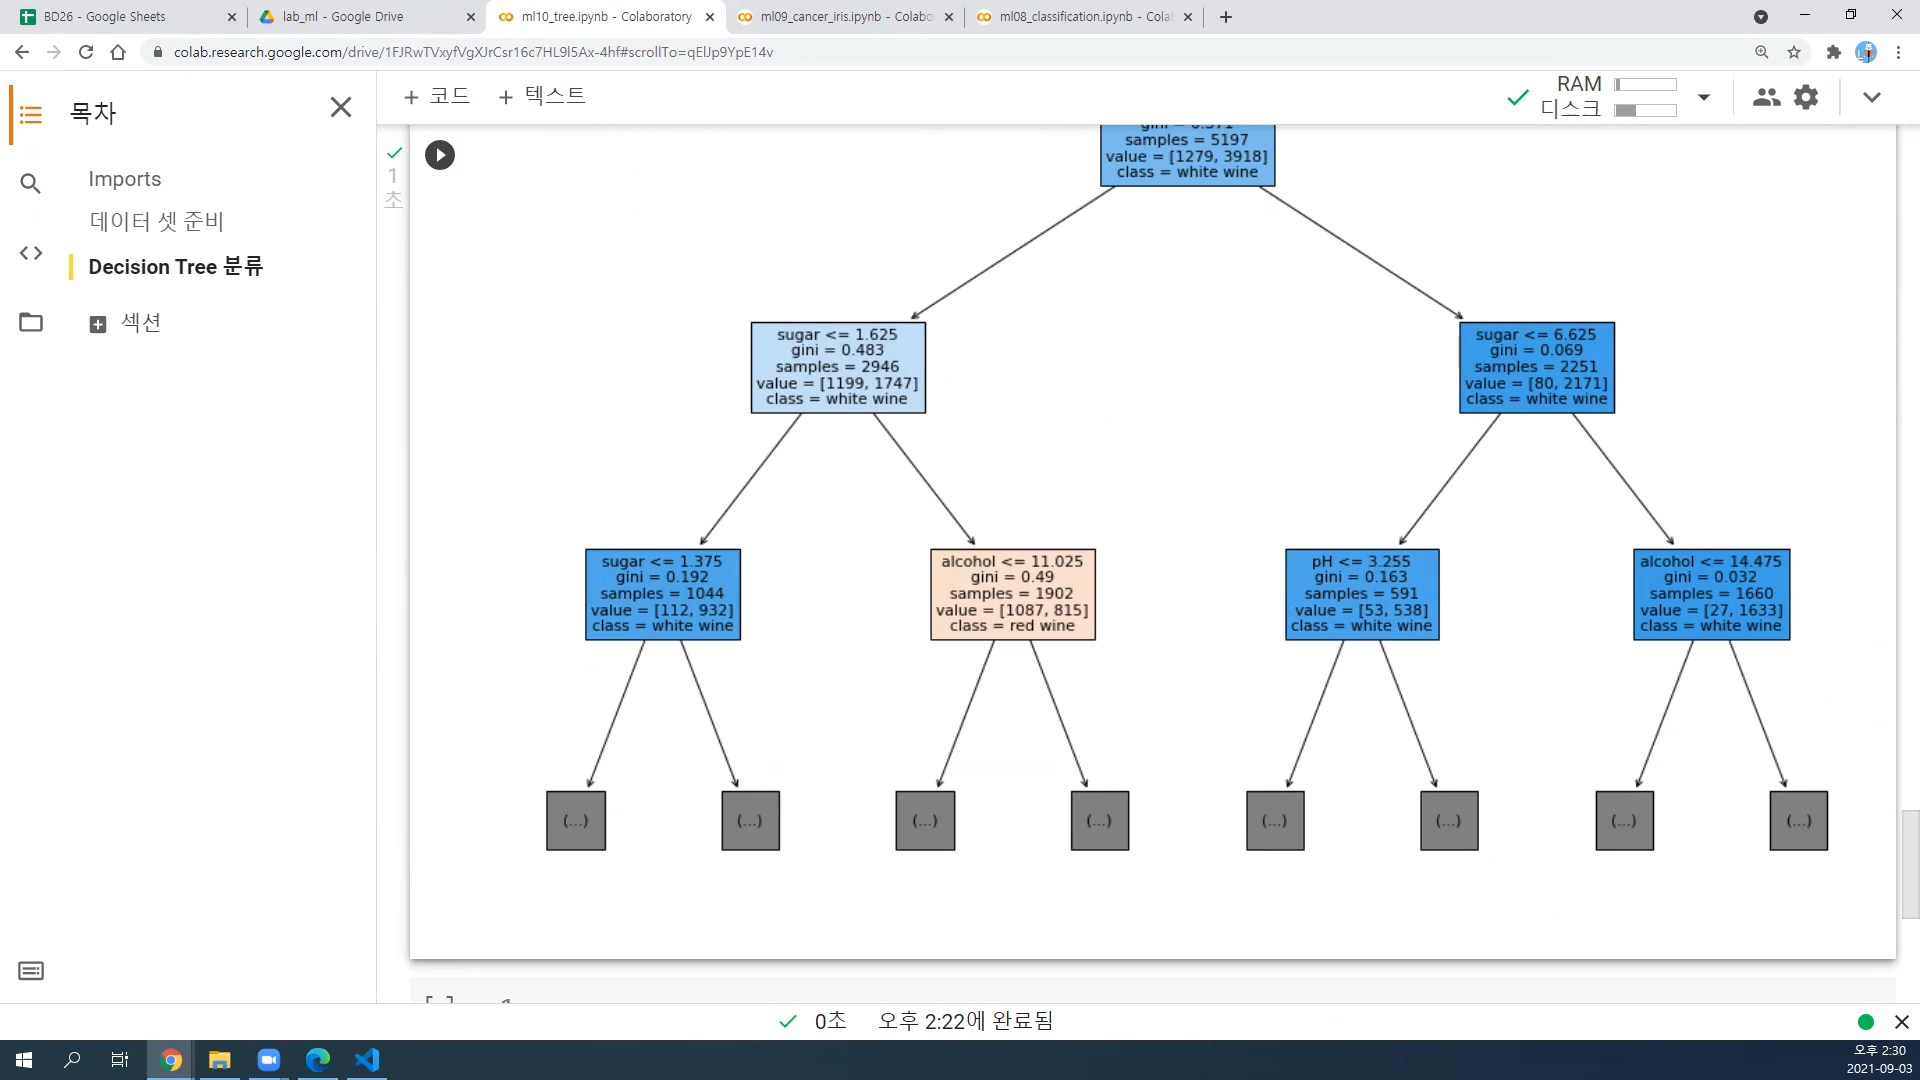 BD26 - Google Sheets
lab_ml - Google Drive
ml10_tree.ipynb - Colaboratory
ml09_cancer_iris.ipynb - Colabo
ml08_classification.ipynb - Cola
colab.research.google.com/drive/1FJRwTVxyfVgXJrCsr16c7HL9l5Ax-4hf#scrollTo=qElJp9YpE14v
목차
Imports
데이터 셋 준비
Decision Tree 분류
섹션
+ 코드 + 텍스트
RAM
디스크
1
초
gini = 0.371
samples = 5197
value = [1279, 3918]
class = white wine
sugar <= 1.625
gini = 0.483
samples = 2946
value = [1199, 1747]
class = white wine
sugar <= 6.625
gini = 0.069
samples = 2251
value = [80, 2171]
class = white wine
sugar <= 1.375
gini = 0.192
samples = 1044
value = [112, 932]
class = white wine
alcohol <= 11.025
gini = 0.49
samples = 1902
value = [1087, 815]
class = red wine
pH <= 3.255
gini = 0.163
samples = 591
value = [53, 538]
class = white wine
alcohol <= 14.475
gini = 0.032
samples = 1660
value = [27, 1633]
class = white wine
(...)
(...)
(...)
(...)
(...)
(...)
(...)
(...)
0초 오후 2:22에 완료됨
오후 2:30
2021-09-03